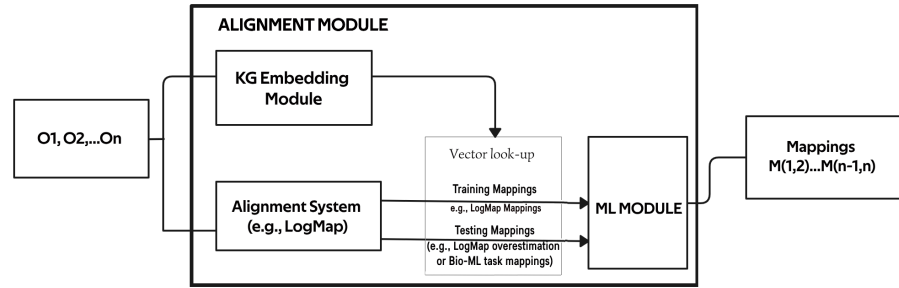 ALIGNMENT MODULE
KG Embedding
Module
O1, O2,...On
Vector look-up
Mappings
M(1,2)...M(n-1,n)
Training Mappings
e.g., LogMap Mappings
Alignment System
(e.g., LogMap)
ML MODULE
Testing Mappings
(e.g., LogMap overestimation
or Bio-ML task mappings)